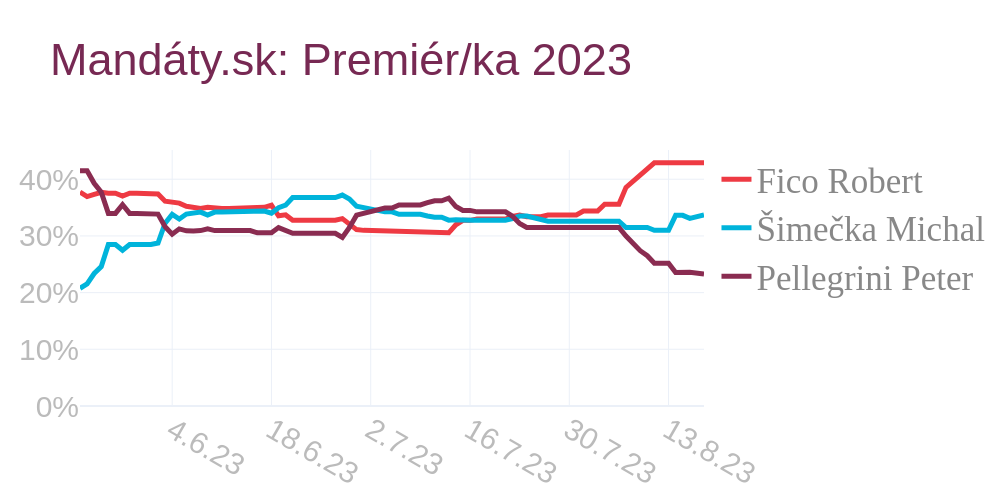 Mandáty.sk: Premiér/ka 2023
40%
30%
20%
10%
0%
4.6.23
18.6.23
2.7.23
16.7.23
30.7.23
13.8.23
Fico Robert
Šimečka Michal
Pellegrini Peter